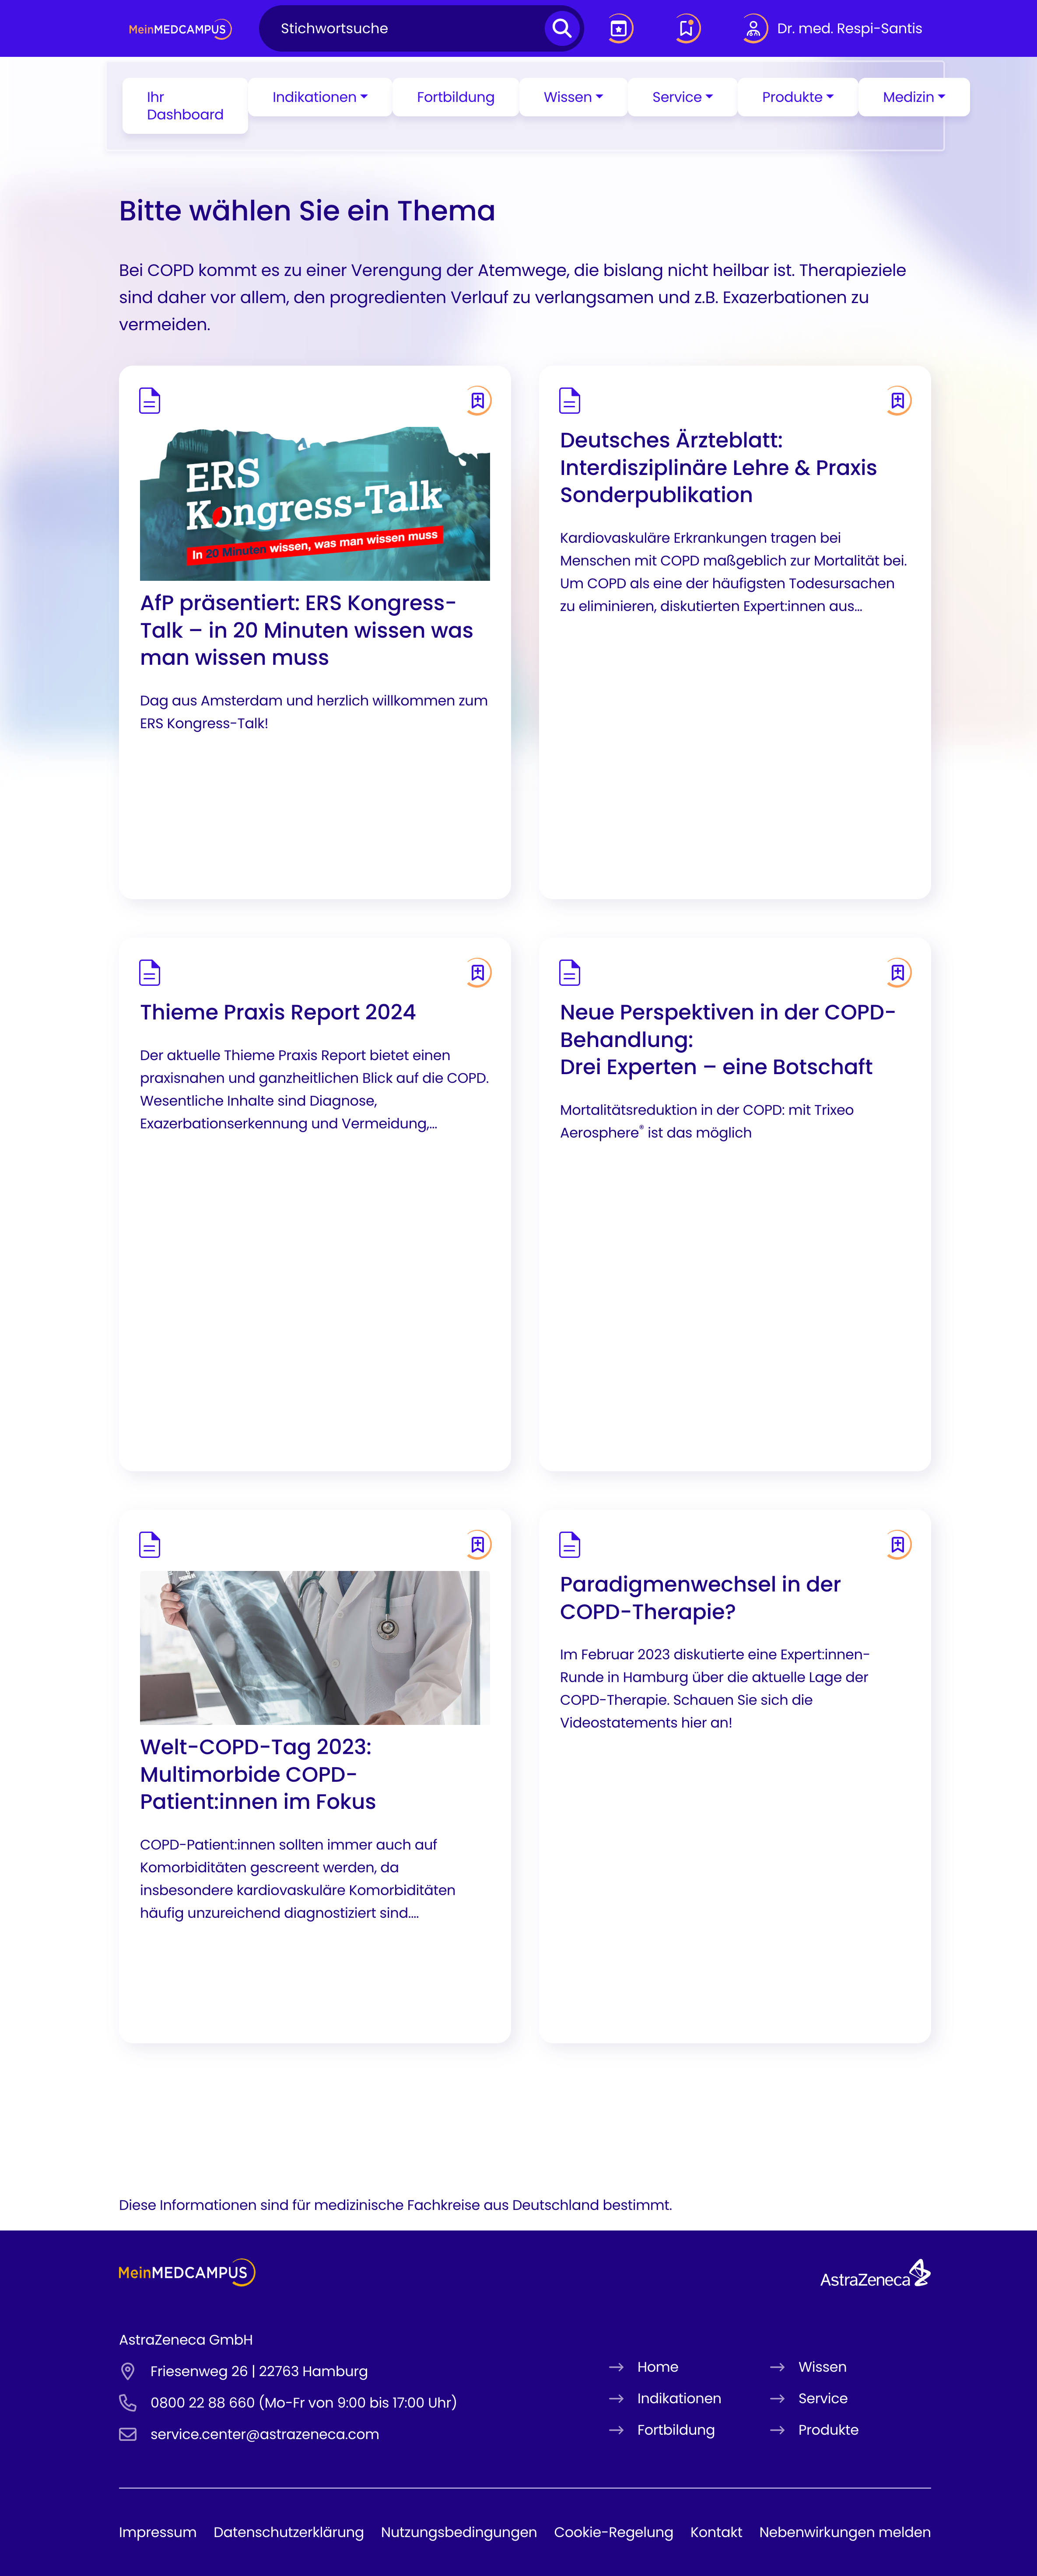 MeinMEDCAMPUS
Stichwortsuche
Dr. med. Respi-Santis
Ihr
Dashboard
Indikationen
Fortbildung
Wissen
Service
Produkte
Medizin
Bitte wählen Sie ein Thema
Bei COPD kommt es zu einer Verengung der Atemwege, die bislang nicht heilbar ist. Therapieziele
sind daher vor allem, den progredienten Verlauf zu verlangsamen und z.B. Exazerbationen zu
vermeiden.
ERS
Kongress-Talk
In 20 Minuten wissen, was man wissen muss
AfP präsentiert: ERS Kongress-
Talk – in 20 Minuten wissen was
man wissen muss
Dag aus Amsterdam und herzlich willkommen zum
ERS Kongress-Talk!
Deutsches Ärzteblatt:
Interdisziplinäre Lehre & Praxis
Sonderpublikation
Kardiovaskuläre Erkrankungen tragen bei
Menschen mit COPD maßgeblich zur Mortalität bei.
Um COPD als eine der häufigsten Todesursachen
zu eliminieren, diskutierten Expert:innen aus...
Thieme Praxis Report 2024
Der aktuelle Thieme Praxis Report bietet einen
praxisnahen und ganzheitlichen Blick auf die COPD.
Wesentliche Inhalte sind Diagnose,
Exazerbationserkennung und Vermeidung,...
Neue Perspektiven in der COPD-
Behandlung:
Drei Experten – eine Botschaft
Mortalitätsreduktion in der COPD: mit Trixeo
Aerosphere® ist das möglich
Welt-COPD-Tag 2023:
Multimorbide COPD-
Patient:innen im Fokus
COPD-Patient:innen sollten immer auch auf
Komorbiditäten gescreent werden, da
insbesondere kardiovaskuläre Komorbiditäten
häufig unzureichend diagnostiziert sind....
Paradigmenwechsel in der
COPD-Therapie?
Im Februar 2023 diskutierte eine Expert:innen-
Runde in Hamburg über die aktuelle Lage der
COPD-Therapie. Schauen Sie sich die
Videostatements hier an!
Diese Informationen sind für medizinische Fachkreise aus Deutschland bestimmt.
MeinMEDCAMPUS
AstraZeneca
AstraZeneca GmbH
Friesenweg 26 | 22763 Hamburg
0800 22 88 660 (Mo-Fr von 9:00 bis 17:00 Uhr)
service.center@astrazeneca.com
Home
Indikationen
Fortbildung
Wissen
Service
Produkte
Impressum
Datenschutzerklärung
Nutzungsbedingungen
Cookie-Regelung
Kontakt
Nebenwirkungen melden